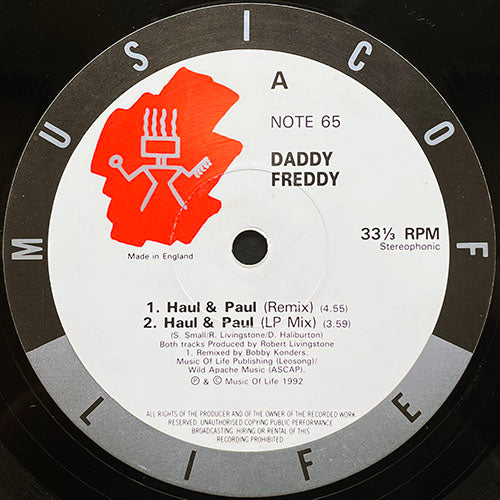 MUSIC OF LIFE
A
NOTE 65
DADDY
FREDDY
33⅓ RPM
Stereophonic
Made in England
1. Haul & Paul (Remix) (4.55)
2. Haul & Paul (LP Mix) (3.59)
(S. Small/R. Livingstone/D. Haliburton)
Both tracks Produced by Robert Livingstone
1. Remixed by Bobby Konders.
Music Of Life Publishing (Leosong)/
Wild Apache Music (ASCAP).
℗ & © Music Of Life 1992
ALL RIGHTS OF THE PRODUCER AND OF THE OWNER OF THE RECORDED WORK
RESERVED. UNAUTHORISED COPYING PUBLIC PERFORMANCE
BROADCASTING. HIRING OR RENTAL OF THIS
RECORDING PROHIBITED